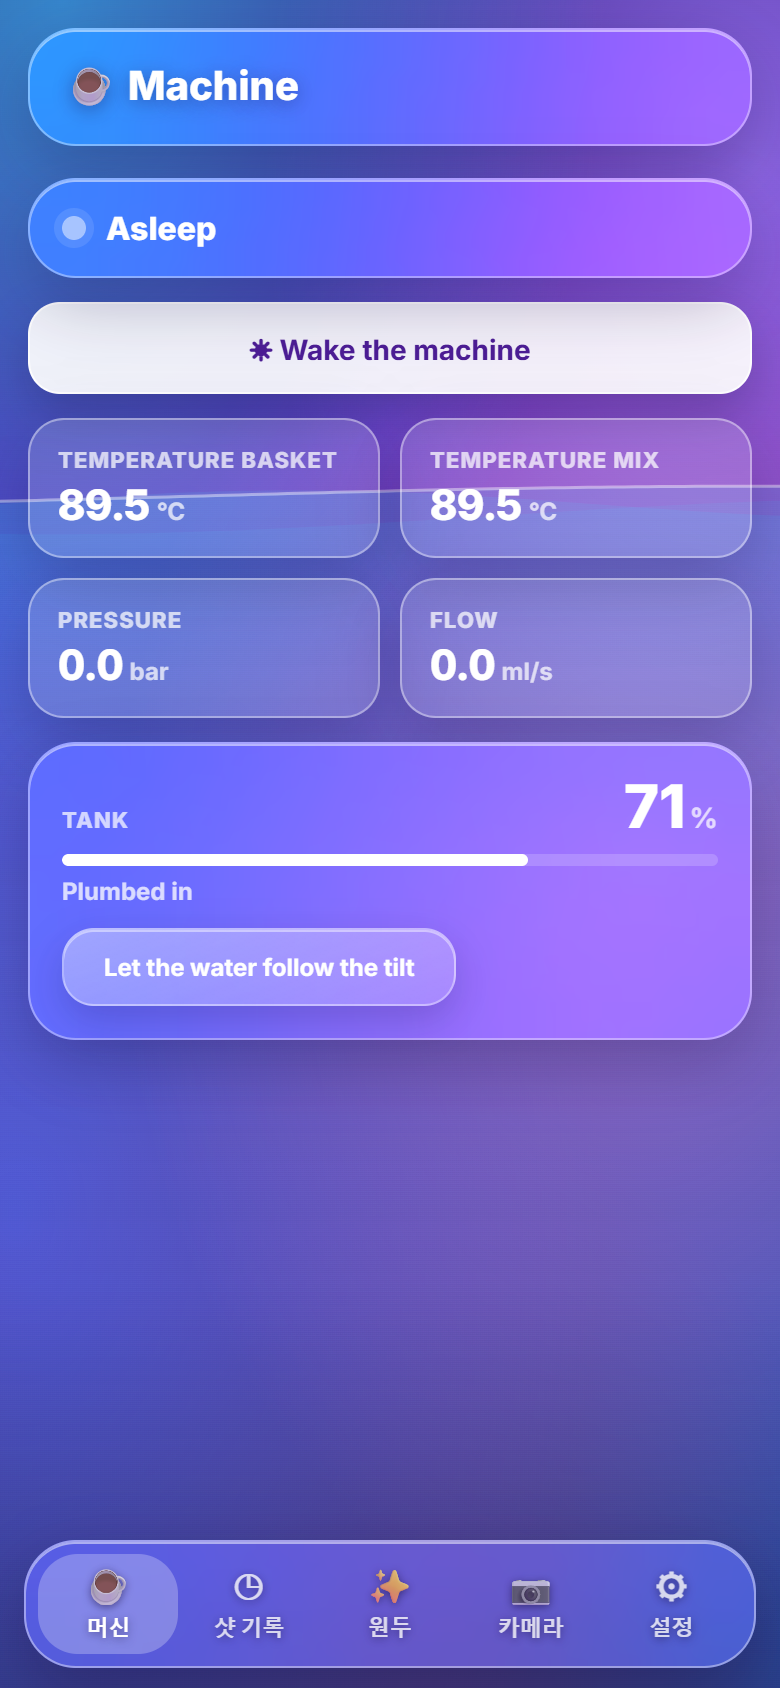 Machine
Asleep
Wake the machine
TEMPERATURE BASKET
89.5 °C
TEMPERATURE MIX
89.5 °C
PRESSURE
0.0 bar
FLOW
0.0 ml/s
TANK
71%
Plumbed in
Let the water follow the tilt
머신
샷 기록
원두
카메라
설정